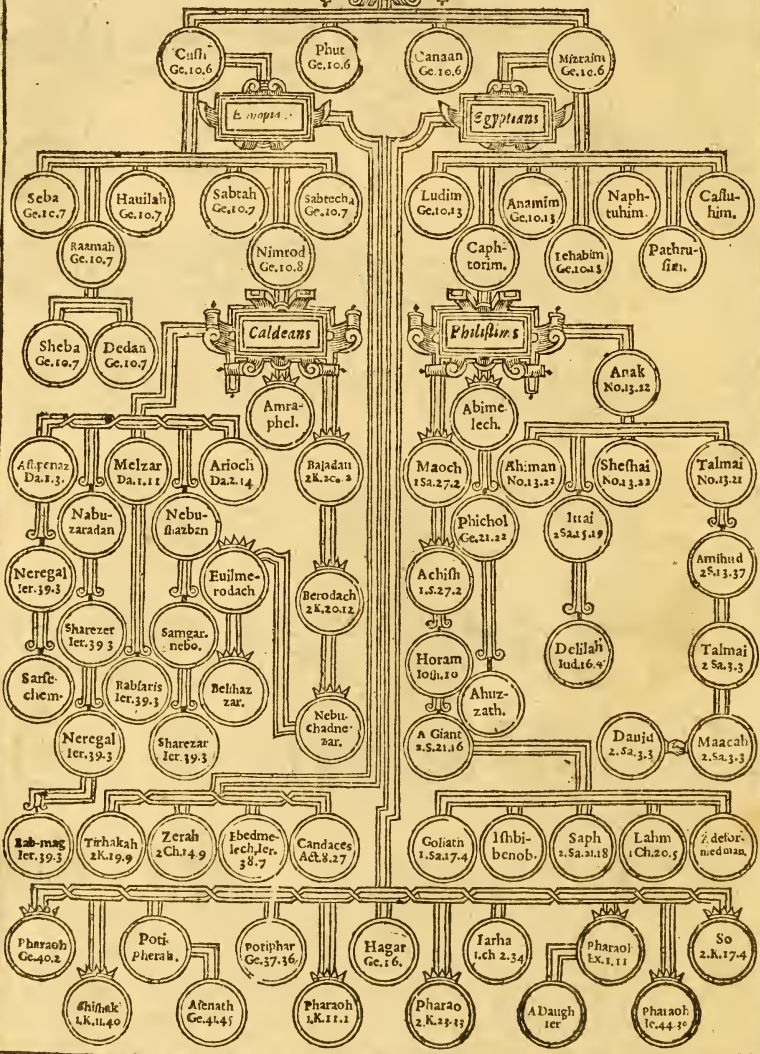 Cuſh
Ge.10.6
Phut
Ge.10.6
Canaan
Ge.10.6
Mizraim
Ge.10.6
Egyptians
Seba
Ge.10.7
Hauilah
Ge.10.7
Sabtah
Ge.10.7
Sabtecha
Ge.10.7
Ludim
Ge.10.13
Anamim
Ge.10.13
Naph-
tuhim.
Caſlu-
him.
Raamah
Ge.10.7
Nimrod
Ge.10.8
Caph-
torim.
Lehabim
Ge.10.13
Pathru-
ſim.
Sheba
Ge.10.7
Dedan
Ge.10.7
Caldeans
Philiſtims
Anak
No.13.22
Amra-
phel.
Abime-
lech.
Da.1.3.
Melzar
Da.1.11
Arioch
Da.2.14
Baladan
2K.20.2
Maoch
1Sa.27.2
Ahiman
No.13.22
Sheſhai
No.13.22
Talmai
No.13.21
Nabu-
zaradan
Nebu-
ſhazban
Phichol
Ge.21.22
Ittai
2Sa.15.19
Neregal
Ier.39.3
Euilme-
rodach
Berodach
2K.20.12
Achiſh
1.S.27.2
Amihud
2S.13.37
Sharezer
Ier.39 3
Samgar.
nebo.
Delilah
Iud.16.4
Sarſe-
chem.
Rabſaris
Ier.39.3
Belſhaz
zar.
Horam
Ioſh.10
Talmai
2 Sa.3.3
Ahuz-
zath.
Neregal
Ier.39.3
Sharezar
Ier.39.3
Nebu-
chadne-
zar.
A Giant
2.S.21.16
Dauid
2.Sa.3.3
Maacah
2.Sa.3.3
Rab-mag
Ier.39.3
Tirhakah
2K.19.9
Zerah
2Ch.14.9
Ebedme-
lech, Ier.
38.7
Candaces
Act.8.27
Goliath
1.Sa.17.4
Iſhbi-
benob.
Saph
2.Sa.21.18
Lahm
1Ch.20.5
A defor-
med man.
Pharaoh
Ge.40.2
Poti-
pherah.
Potiphar
Ge.37.36
Hagar
Ge.16.
Iarha
1.ch 2.34
Pharaoh
Ex.1.11
So
2.K.17.4
Shiſhak
1.K.11.40
Aſenath
Ge.41.45
Pharaoh
1.K.11.1
Pharao
2.K.23.33
A Daugh
ter
Pharaoh
Ie.44.30